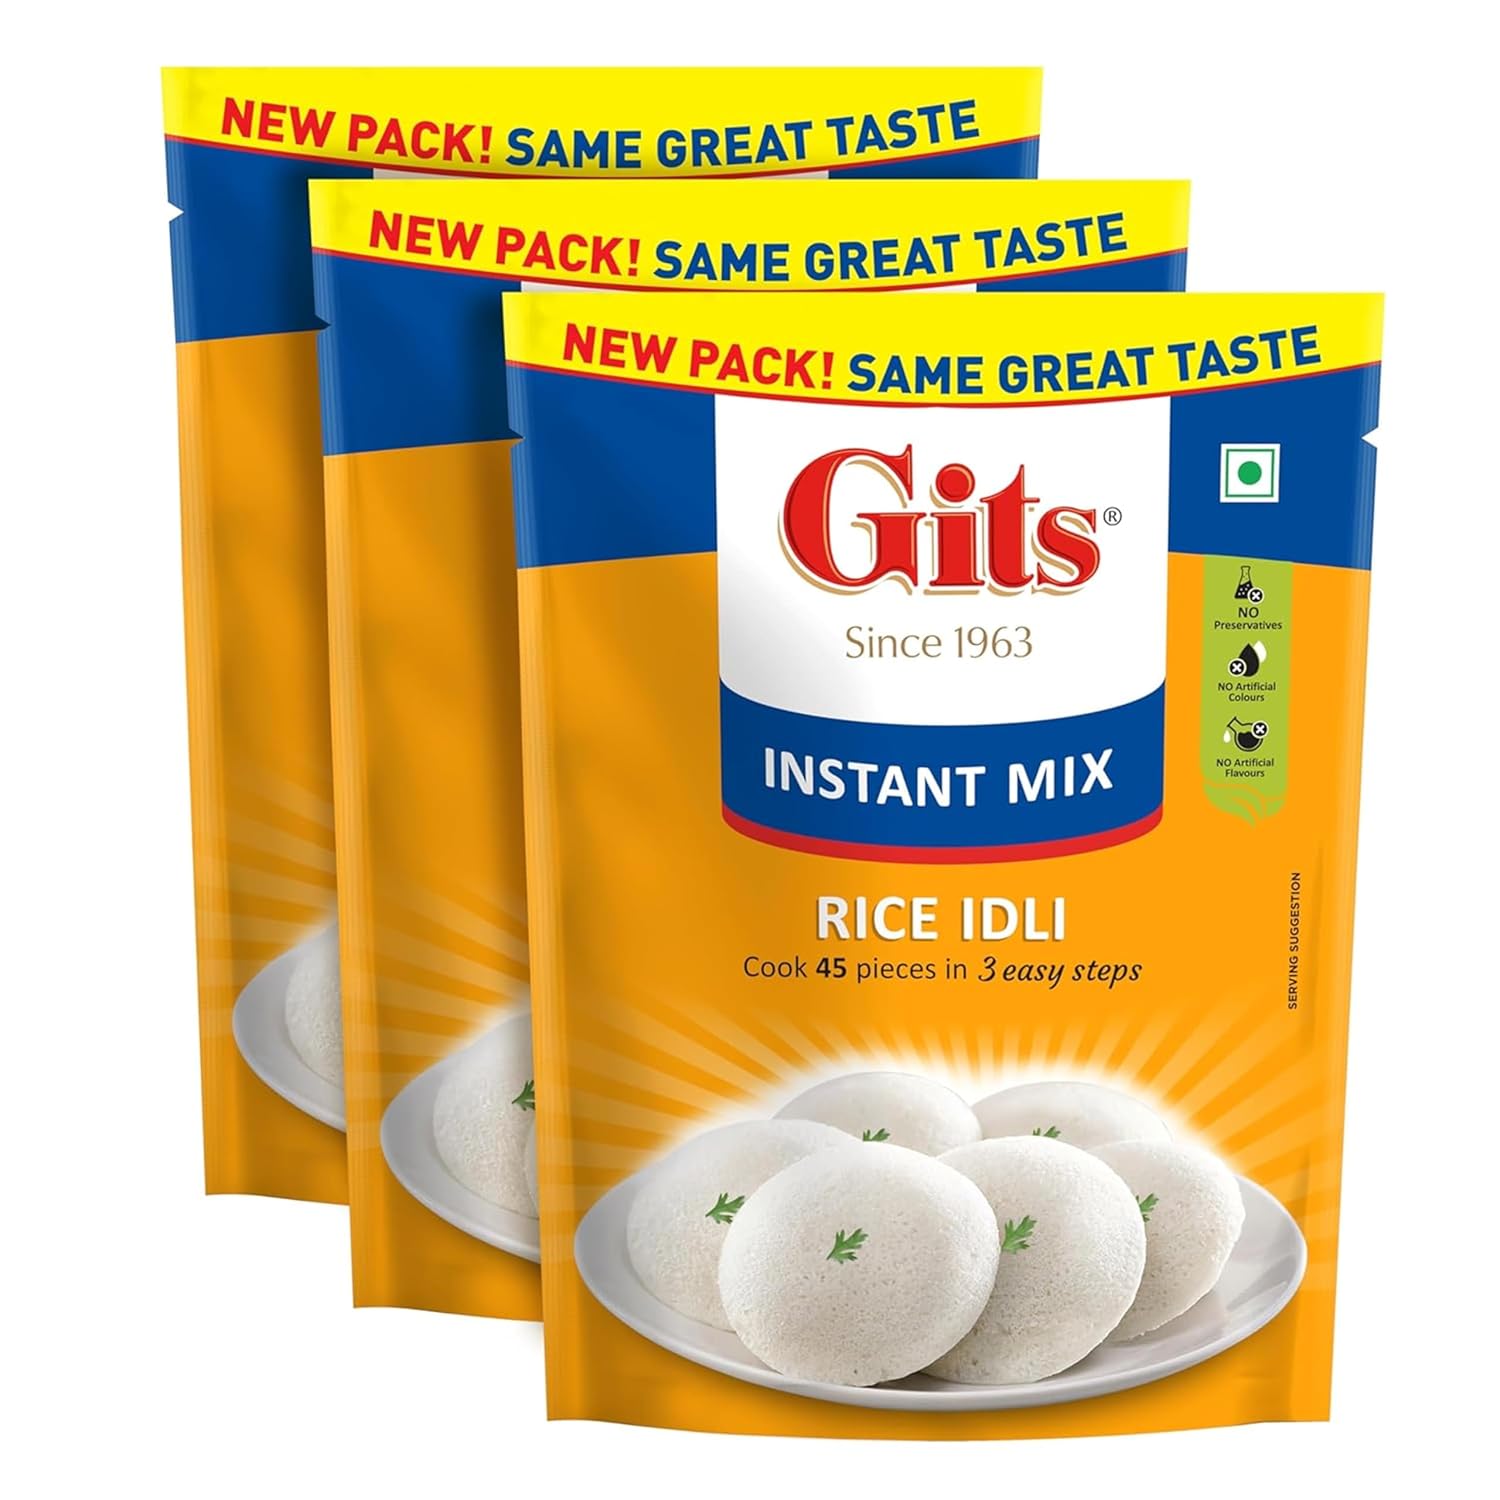 NEW PACK! SAME GREAT TASTE
NEW PACK! SAME GREAT TASTE
NEW PACK! SAME GREAT TASTE
Gits®
Since 1963
INSTANT MIX
RICE IDLI
Cook 45 pieces in 3 easy steps
NO
Preservatives
NO Artificial
Colours
NO Artificial
Flavours
SERVING SUGGESTION